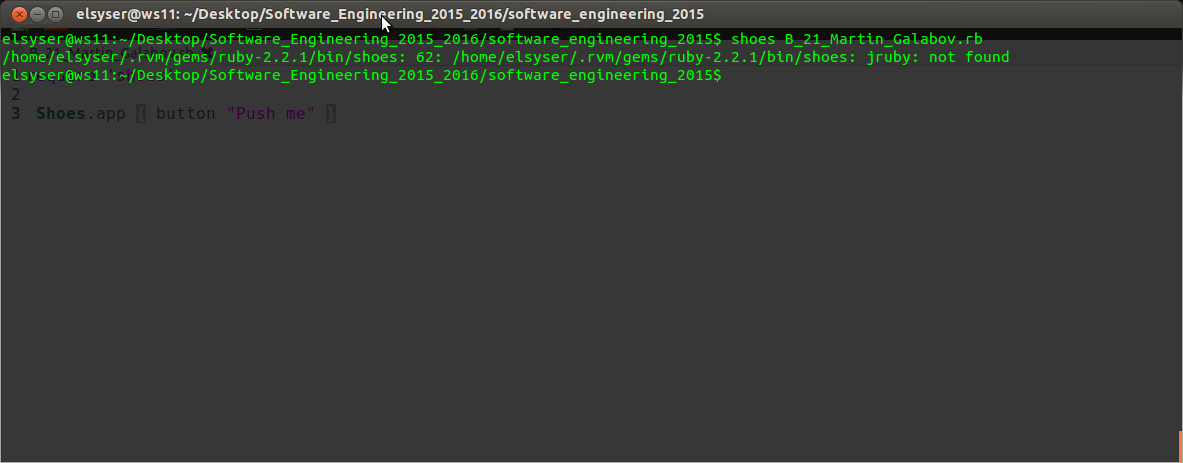 elsyser@ws11: ~/Desktop/Software_Engineering_2015_2016/software_engineering_2015
elsyser@ws11:~/Desktop/Software_Engineering_2015_2016/software_engineering_2015$ shoes B_21_Martin_Galabov.rb
/home/elsyser/.rvm/gems/ruby-2.2.1/bin/shoes: 62: /home/elsyser/.rvm/gems/ruby-2.2.1/bin/shoes: jruby: not found
elsyser@ws11:~/Desktop/Software_Engineering_2015_2016/software_engineering_2015$
2
3 Shoes.app { button "Push me" }